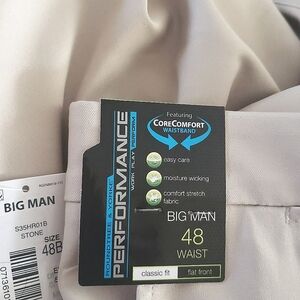 Featuring
CORECOMFORT
WAISTBAND
easy care
moisture wicking
comfort stretch
fabric
BIG MAN
48
WAIST
classic fit
flat front
ROUNDTREE & YORKE
PERFORMANCE
WORK PLAY PERFORM
BIG MAN
S35HR01B
STONE
SIZE
48B